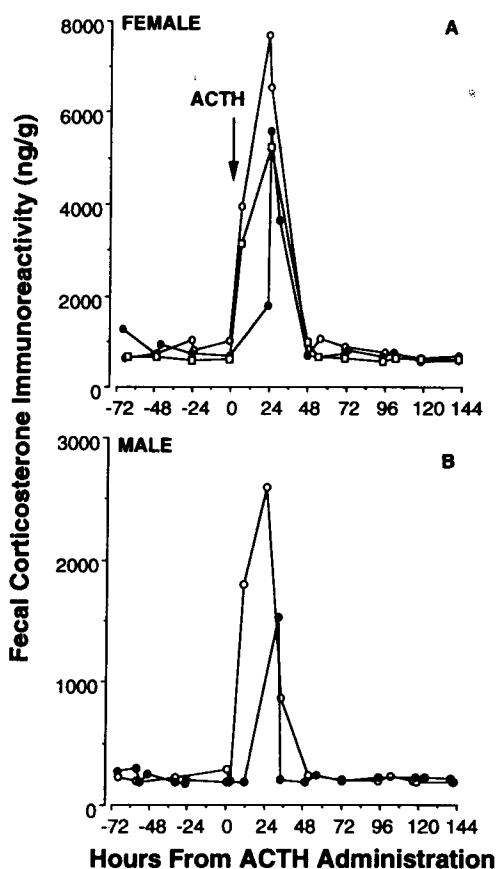 Fecal Corticosterone Immunoreactivity (ng/g)
FEMALE
A
ACTH
8000
6000
4000
2000
0
-72 -48 -24 0 24 48 72 96 120 144
MALE
B
3000
2000
1000
0
-72 -48 -24 0 24 48 72 96 120 144
Hours From ACTH Administration